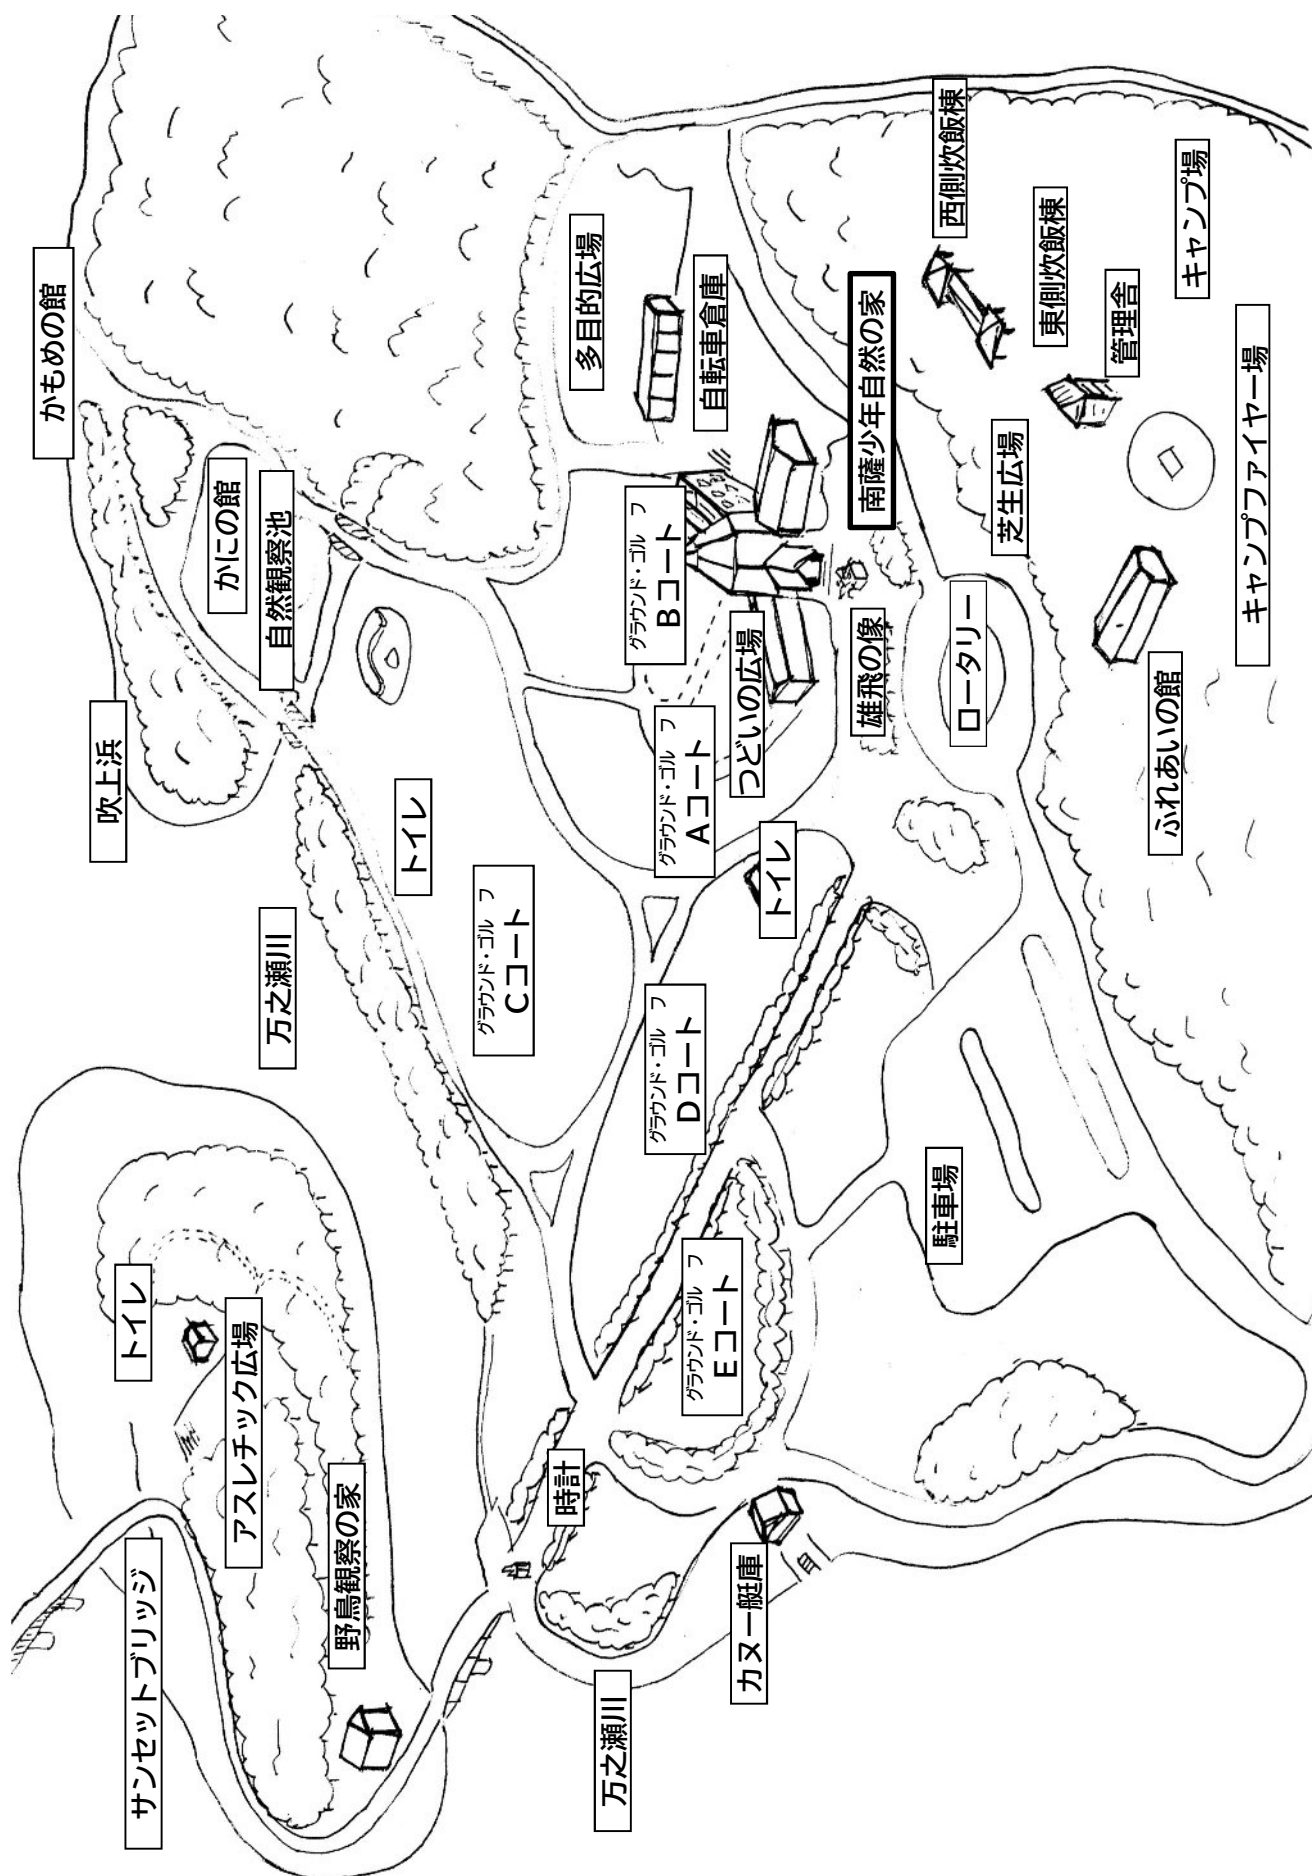 サンセットブリッジ
トイレ
アスレチック広場
野鳥観察の家
万之瀬川
カヌー艇庫
時計
万之瀬川
吹上浜
かもめの館
かにの館
自然観察池
トイレ
グラウンド・ゴルフ
Cコート
グラウンド・ゴルフ
Dコート
グラウンド・ゴルフ
Eコート
グラウンド・ゴルフ
Aコート
グラウンド・ゴルフ
Bコート
トイレ
つどいの広場
多目的広場
自転車倉庫
南薩少年自然の家
雄飛の像
ロータリー
駐車場
芝生広場
西側炊飯棟
東側炊飯棟
管理舎
キャンプ場
ふれあいの館
キャンプファイヤー場